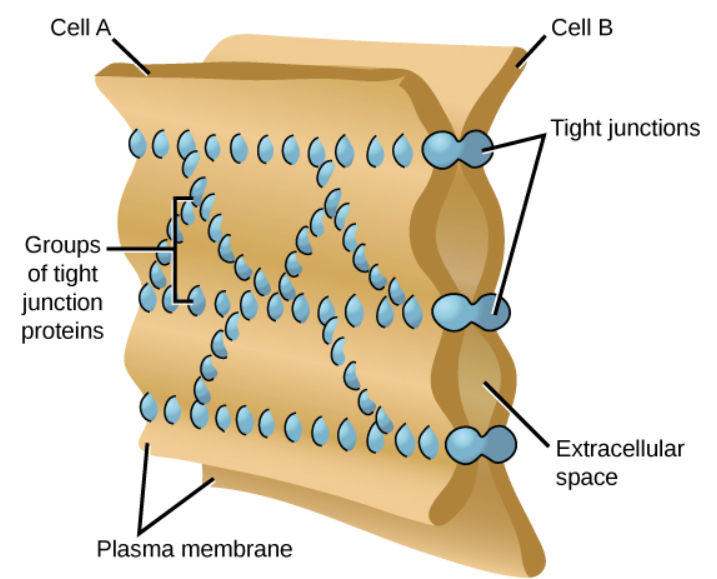 Cell A
Cell B
Tight junctions
Groups
of tight
junction
proteins
Extracellular
space
Plasma membrane